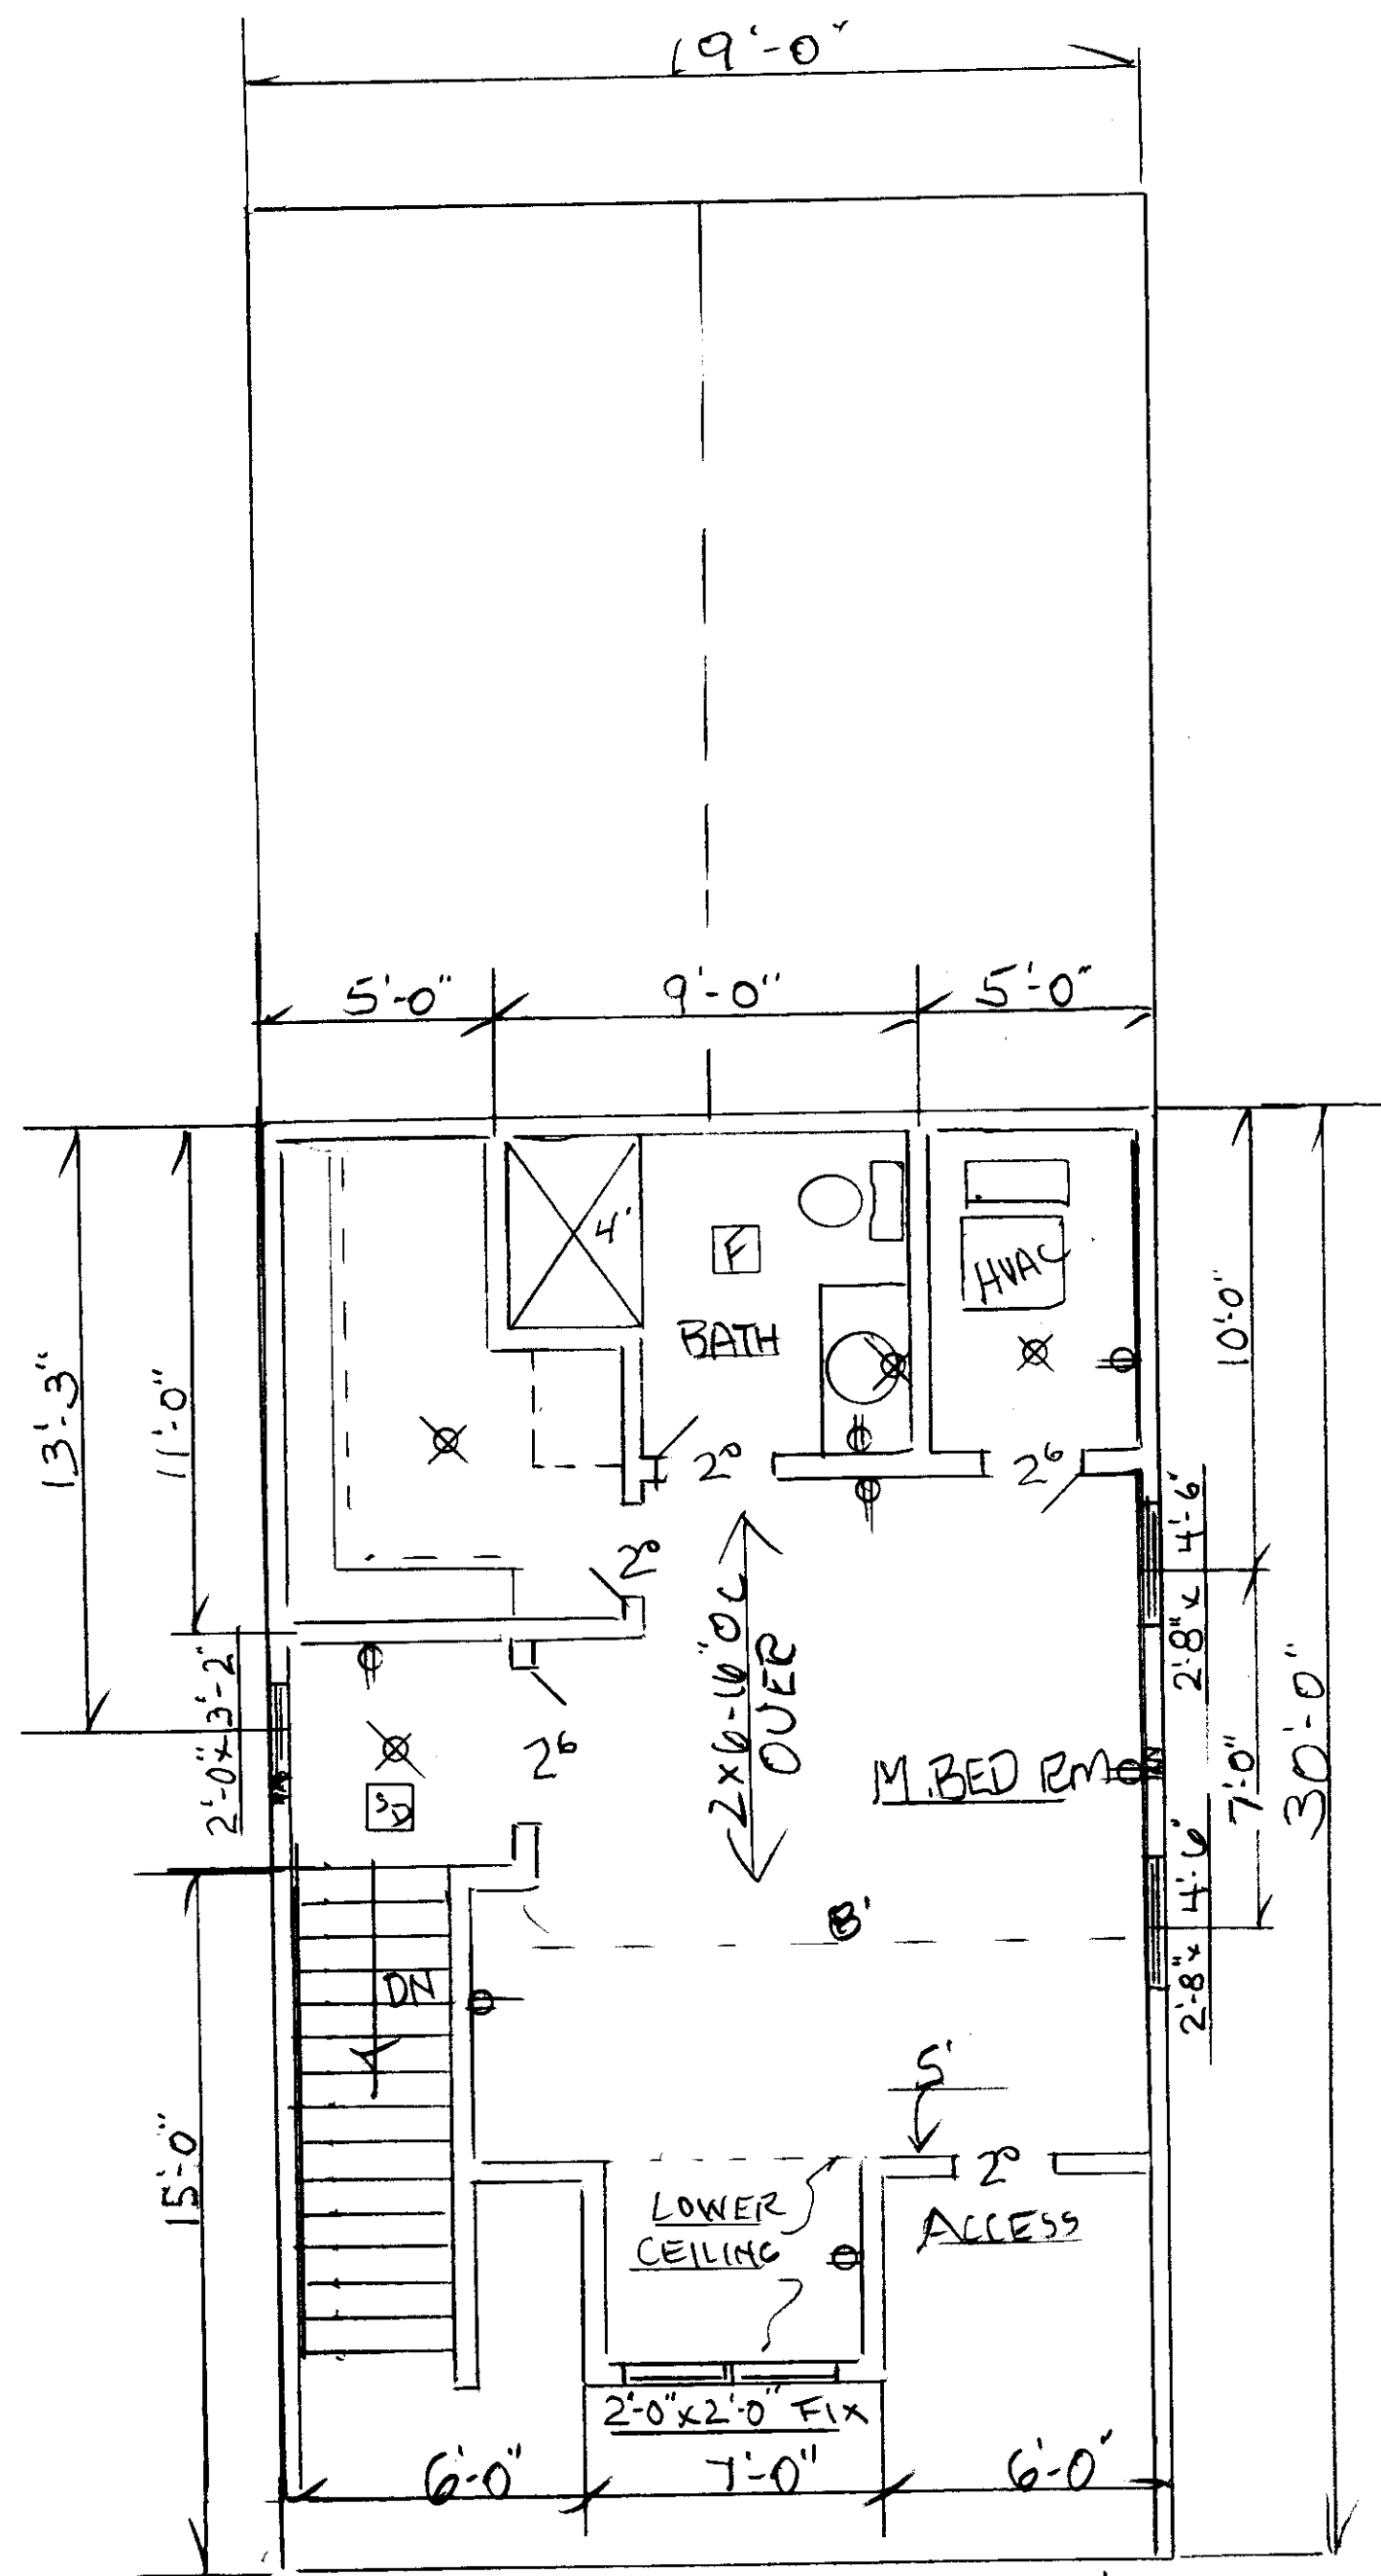 19'-0"
5'-0" 9'-0" 5'-0"
4'
F
HVAC
BATH
13'-3"
11'-0"
10'-0"
2⁰
2⁶
2⁰
2'-8" x 4'-6"
2'-0" x 3'-2"
2x6-16" OC
OVER
2⁶
SD
M. BED RM
7'-0"
30'-0"
8'
2'-8" x 4'-6"
DN
5'
15'-0"
2⁰
LOWER
CEILING
ACCESS
2'-0" x 2'-0" FIX
6'-0" 7'-0" 6'-0"